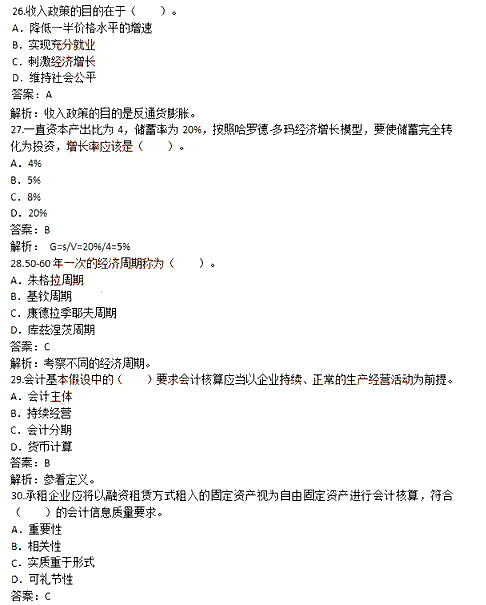 26.收入政策的目的在于（　　）。
A．降低一半价格水平的增速
B．实现充分就业
C．刺激经济增长
D．维持社会公平
答案：A
解析：收入政策的目的是反通货膨胀。
27.一直资本产出比为 4，储蓄率为 20%，按照哈罗德-多玛经济增长模型，要使储蓄完全转
化为投资，增长率应该是（　　）。
A．4%
B．5%
C．8%
D．20%
答案：B
解析： G=s/V=20%/4=5%
28.50-60 年一次的经济周期称为（　　）。
A．朱格拉周期
B．基钦周期
C．康德拉季耶夫周期
D．库兹涅茨周期
答案：C
解析：考察不同的经济周期。
29.会计基本假设中的（　　）要求会计核算应当以企业持续、正常的生产经营活动为前提。
A．会计主体
B．持续经营
C．会计分期
D．货币计算
答案：B
解析：参看定义。
30.承租企业应将以融资租赁方式租入的固定资产视为自由固定资产进行会计核算，符合
（　　）的会计信息质量要求。
A．重要性
B．相关性
C．实质重于形式
D．可礼节性
答案：C